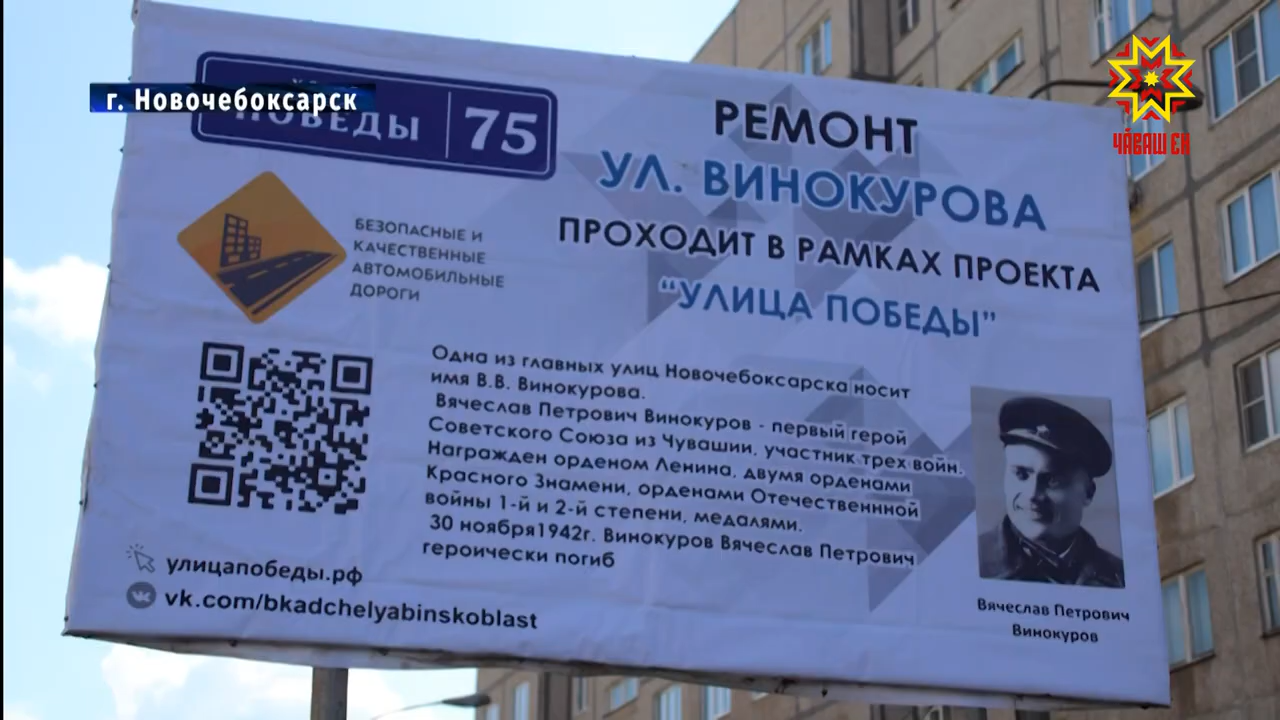 г. Новочебоксарск
ПОБЕДЫ 75
ЧӐВАШ ЕН
РЕМОНТ
УЛ. ВИНОКУРОВА
ПРОХОДИТ В РАМКАХ ПРОЕКТА
“УЛИЦА ПОБЕДЫ”
БЕЗОПАСНЫЕ И
КАЧЕСТВЕННЫЕ
АВТОМОБИЛЬНЫЕ
ДОРОГИ
Одна из главных улиц Новочебоксарска носит
имя В.В. Винокурова.
Вячеслав Петрович Винокуров - первый герой
Советского Союза из Чувашии, участник трех войн.
Награжден орденом Ленина, двумя орденами
Красного Знамени, орденами Отечественнной
войны 1-й и 2-й степени, медалями.
30 ноября1942г. Винокуров Вячеслав Петрович
героически погиб
улицапобеды.рф
vk.com/bkadchelyabinskoblast
Вячеслав Петрович
Винокуров